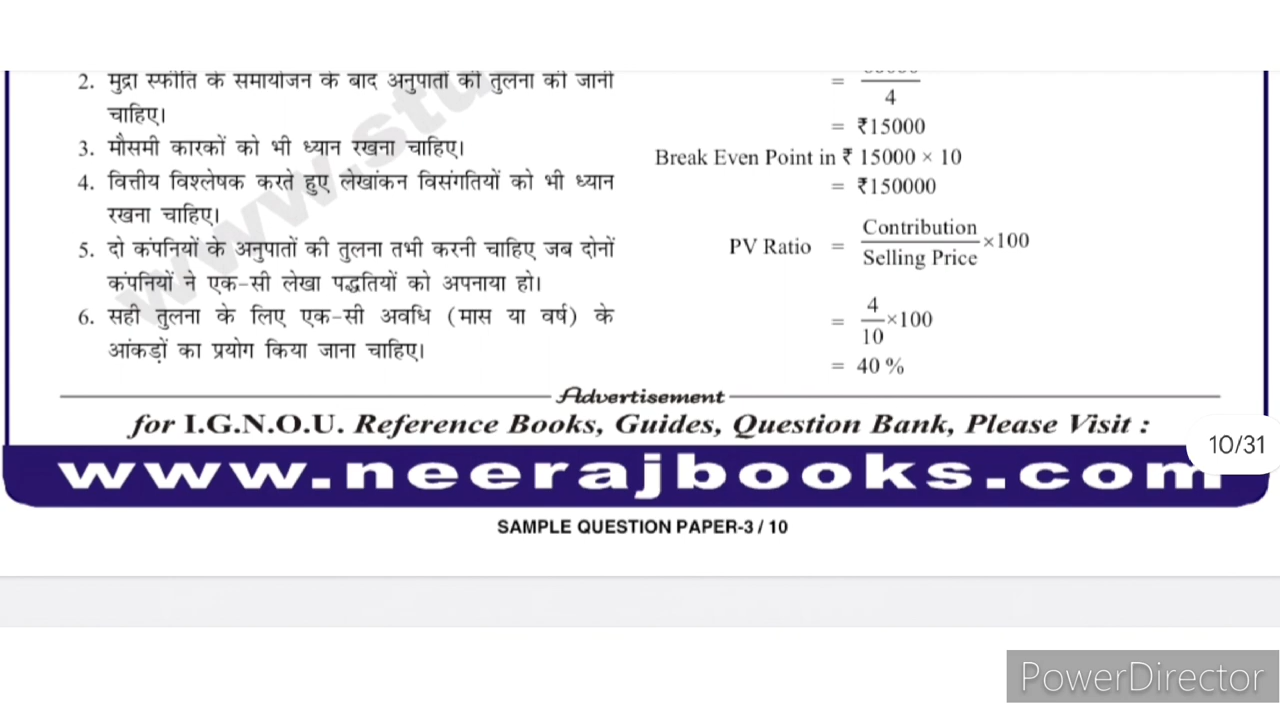 2. मुद्रा स्फीति के समायोजन के बाद अनुपातों की तुलना की जानी
चाहिए।
3. मौसमी कारकों को भी ध्यान रखना चाहिए।
4. वित्तीय विश्लेषक करते हुए लेखांकन विसंगतियों को भी ध्यान
रखना चाहिए।
5. दो कंपनियों के अनुपातों की तुलना तभी करनी चाहिए जब दोनों
कंपनियों ने एक-सी लेखा पद्धतियों को अपनाया हो।
6. सही तुलना के लिए एक-सी अवधि (मास या वर्ष) के
आंकड़ों का प्रयोग किया जाना चाहिए।
=
4
= ₹15000
Break Even Point in ₹ 15000 × 10
= ₹150000
PV Ratio = Contribution
Selling Price ×100
= 4
10 ×100
= 40 %
Advertisement
for I.G.N.O.U. Reference Books, Guides, Question Bank, Please Visit :
10/31
www.neerajbooks.com
SAMPLE QUESTION PAPER-3 / 10
PowerDirector